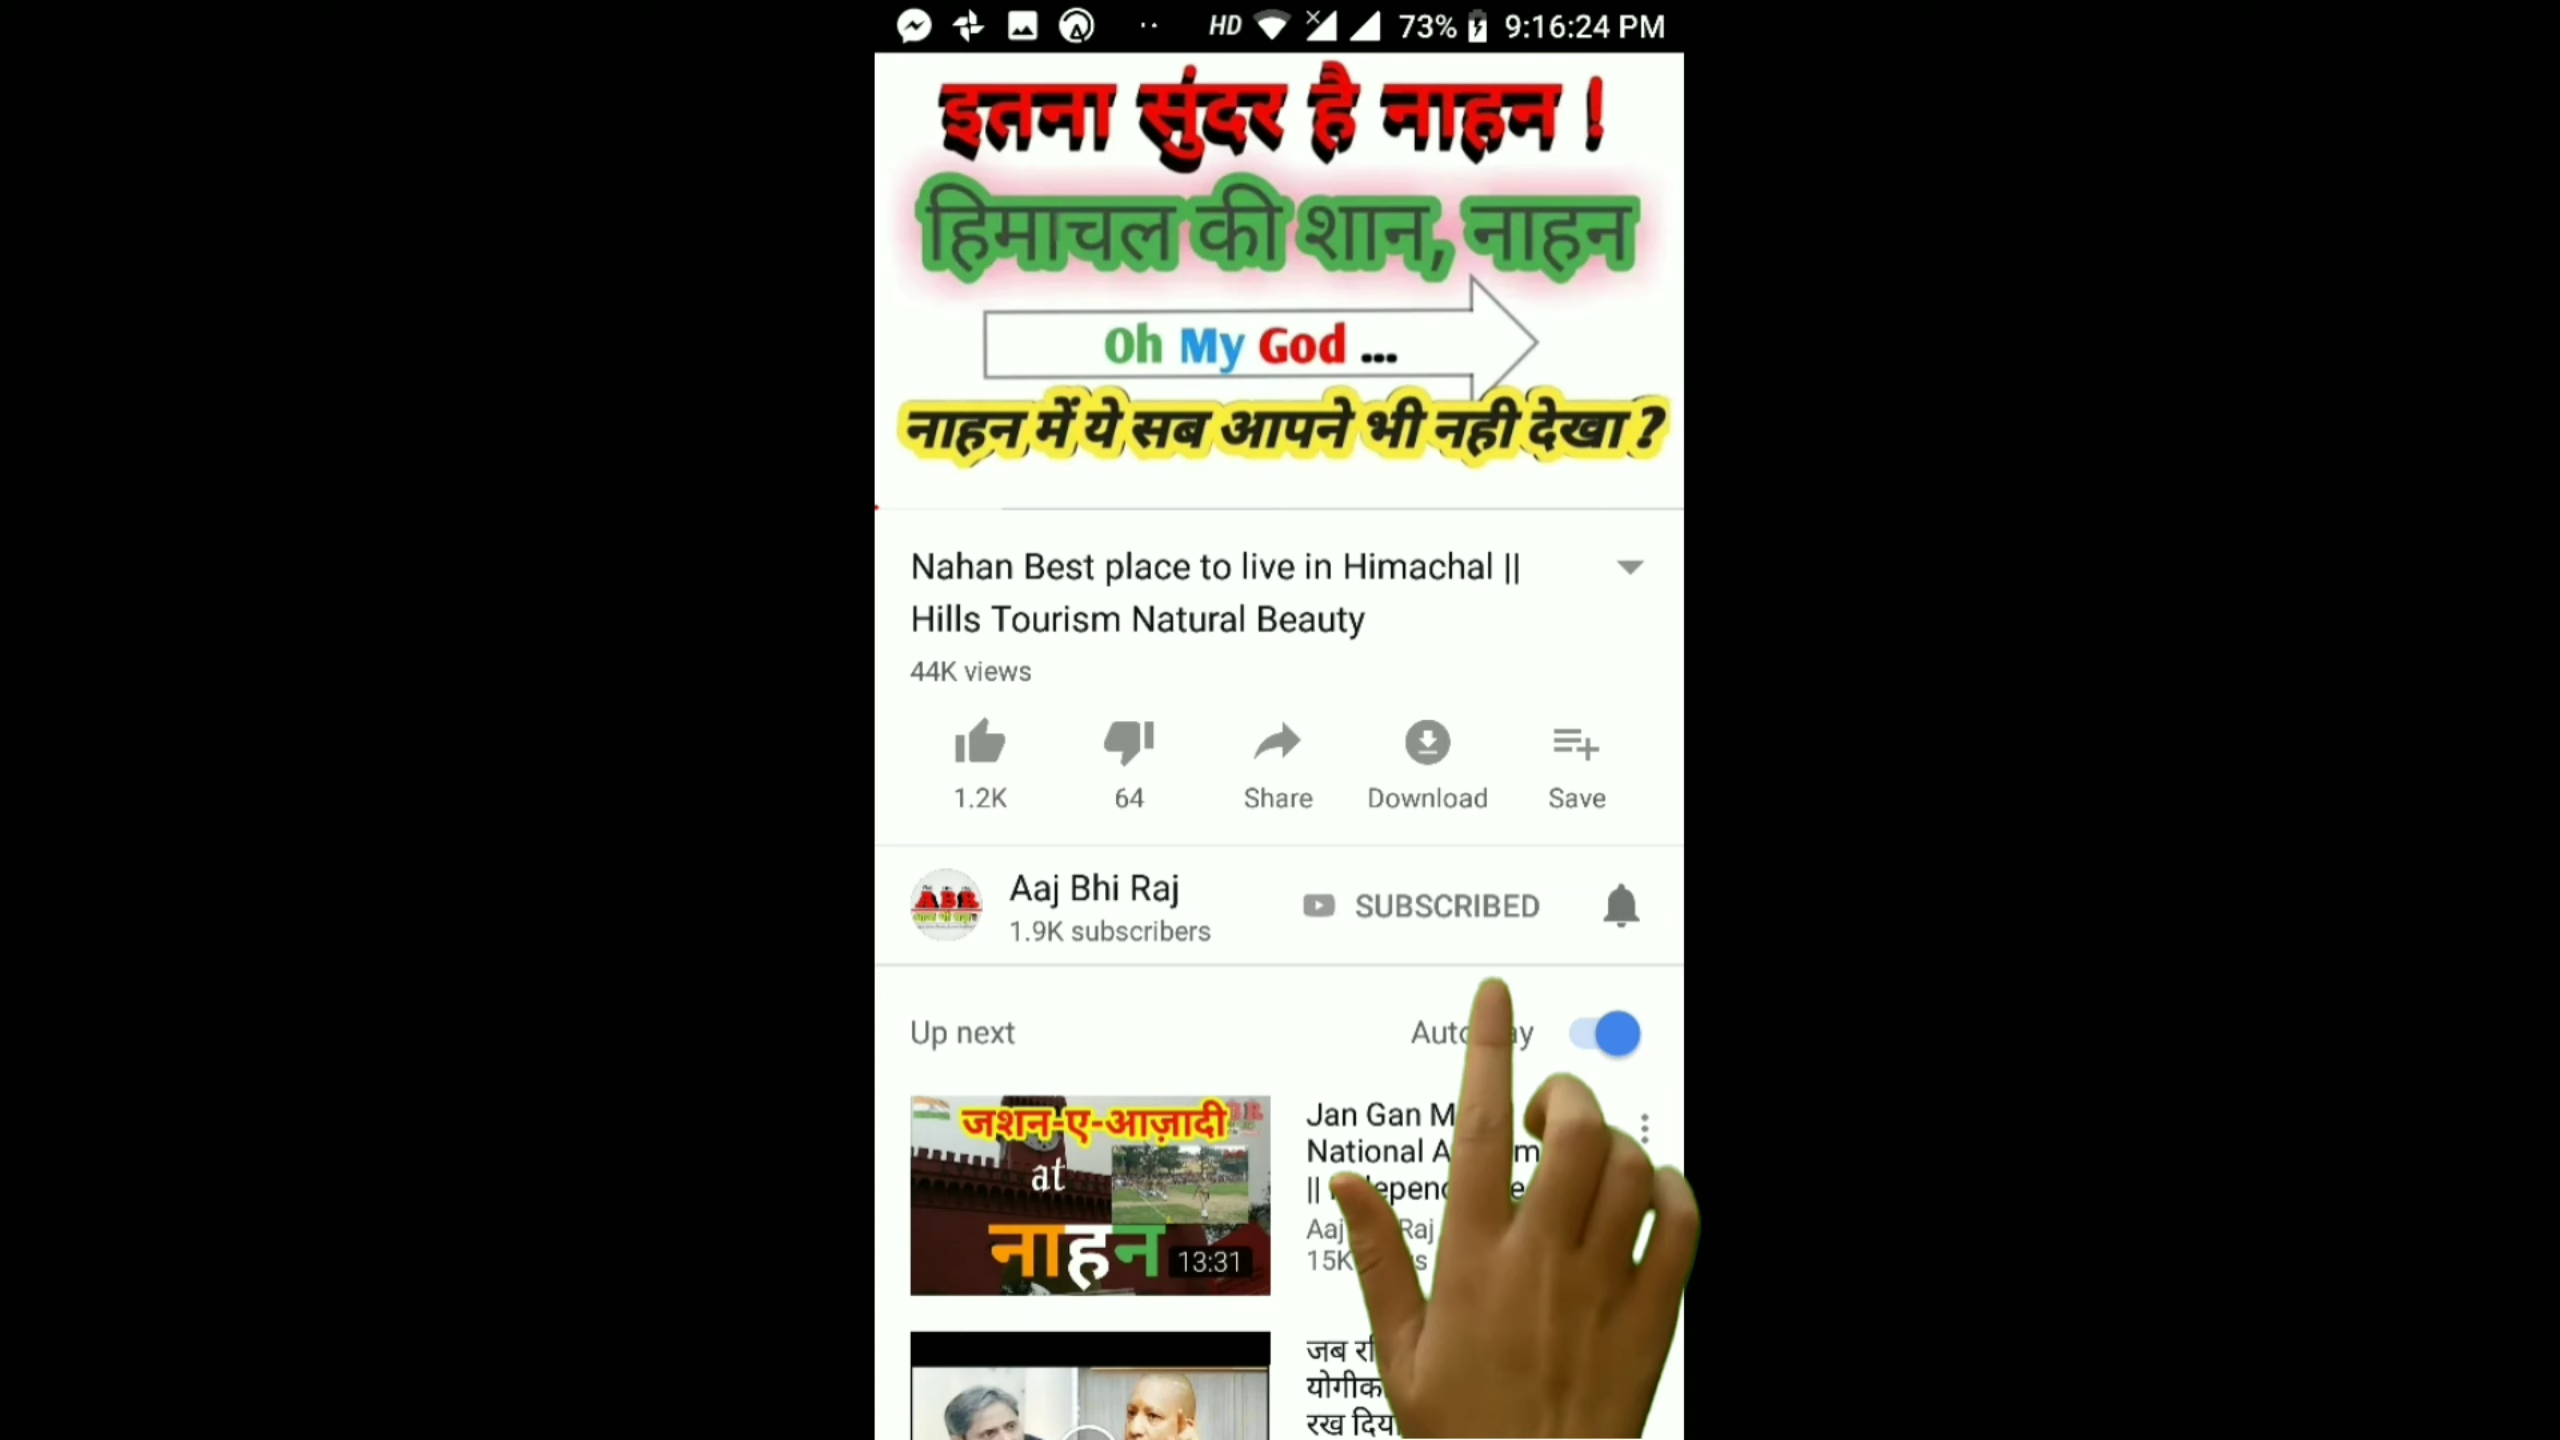 HD 73% 9:16:24 PM
इतना सुंदर है नाहन !
हिमाचल की शान, नाहन
Oh My God ...
नाहन में ये सब आपने भी नही देखा ?
Nahan Best place to live in Himachal ||
Hills Tourism Natural Beauty
44K views
1.2K 64 Share Download Save
ABR
Aaj Bhi Raj
1.9K subscribers
SUBSCRIBED
Up next
जशन-ए-आज़ादी
at
नाहन
13:31
Jan Gan
National
||
Aaj Raj
15K
जब
रख